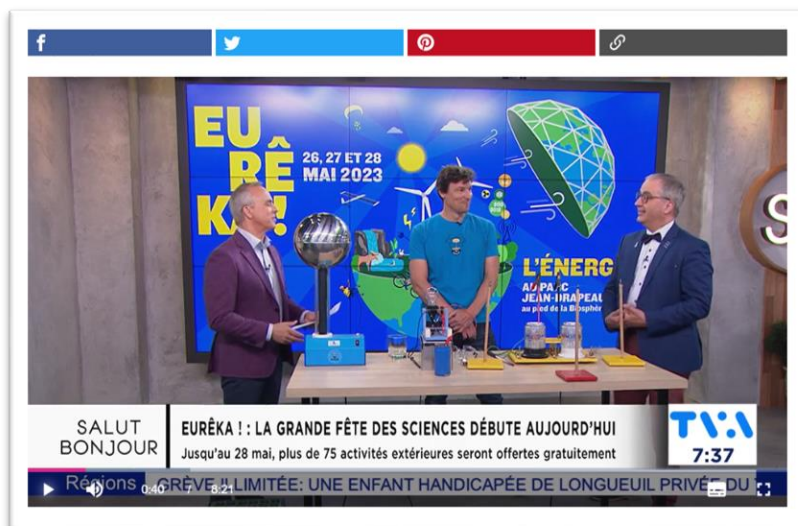 EU
RÊ
KA!
26, 27 ET 28
MAI 2023
L'ÉNERG
AU PARC
JEAN-DRAPEAU
au pied de la Biosphèr
S
SALUT
BONJOUR
EURÊKA ! : LA GRANDE FÊTE DES SCIENCES DÉBUTE AUJOURD'HUI
Jusqu'au 28 mai, plus de 75 activités extérieures seront offertes gratuitement
TVA
7:37
Régions GRÈVE ILLIMITÉE: UNE ENFANT HANDICAPÉE DE LONGUEUIL PRIVÉ DU
0:40 / 8:21